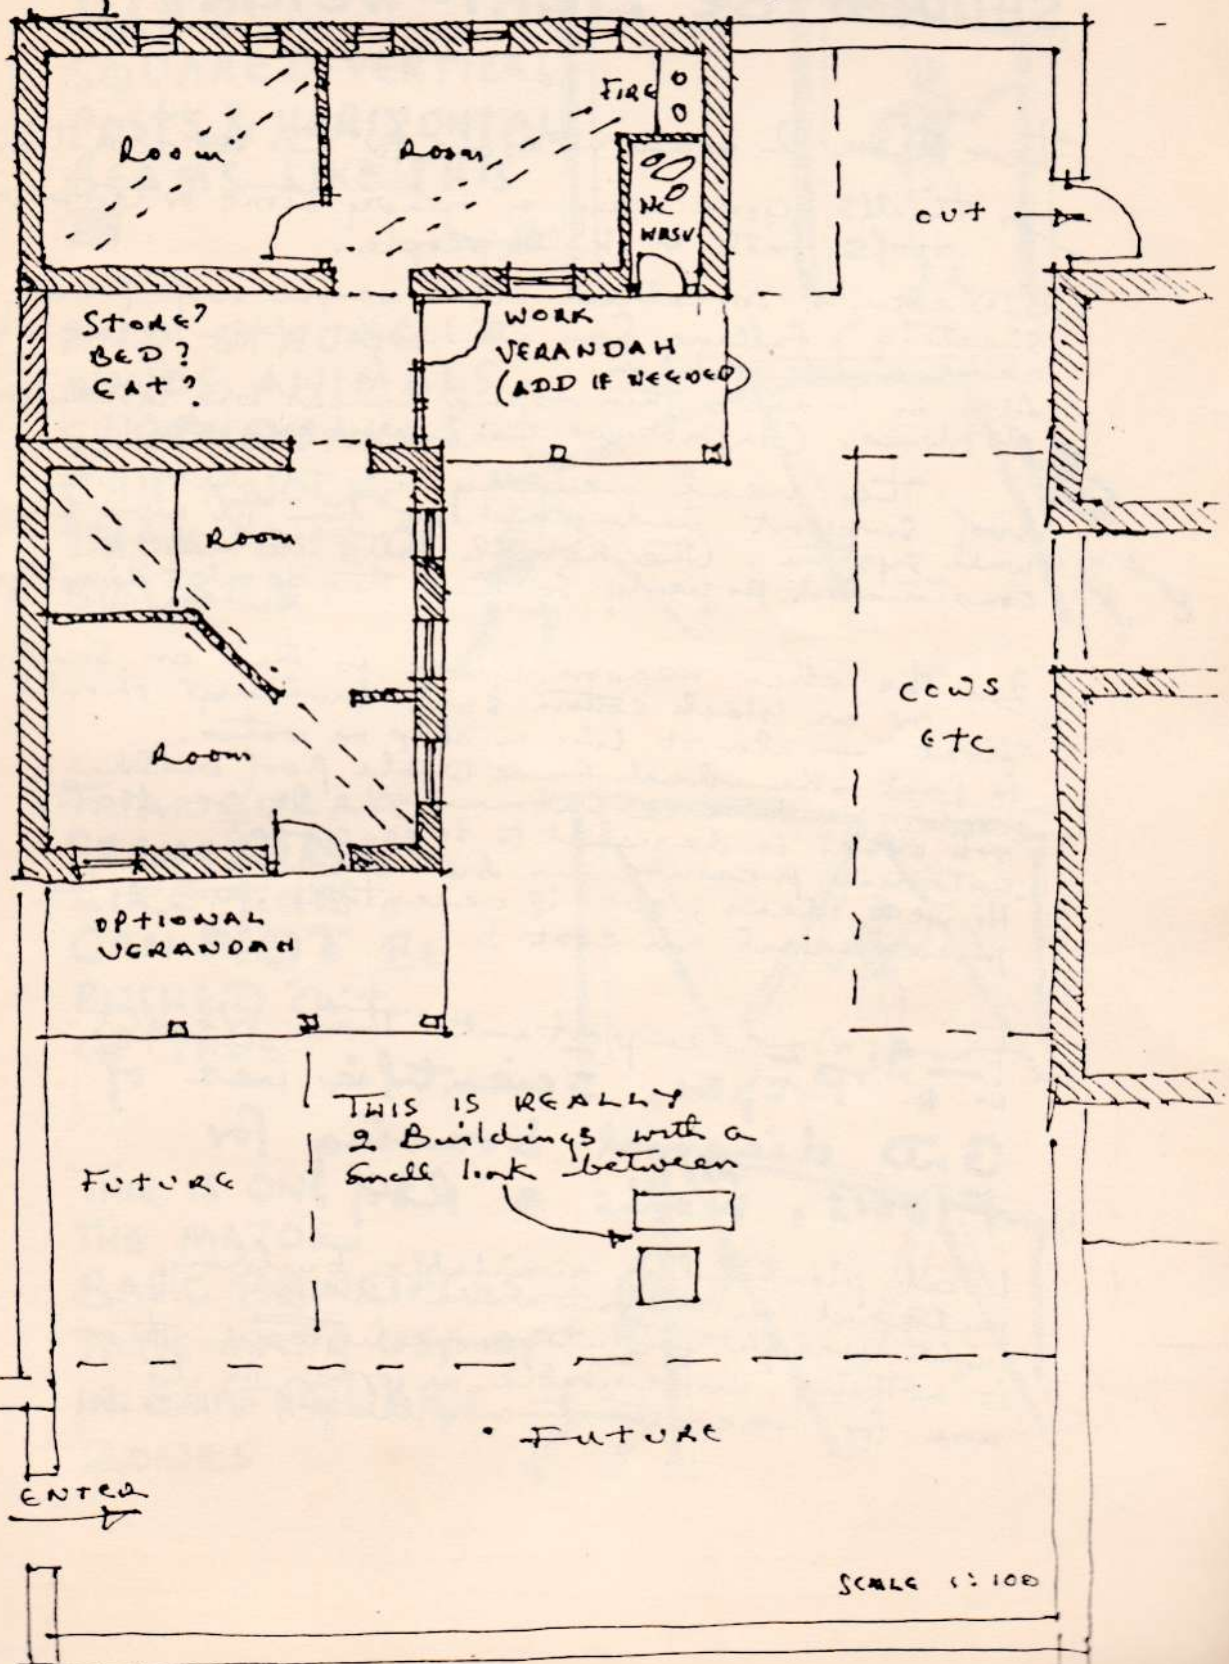 FIRE
Room
Room
WC
WASH
OUT
STORE?
BED?
EAT?
WORK
VERANDAH
(ADD IF NEEDED)
Room
COWS
ETC
Room
OPTIONAL
VERANDAH
THIS IS REALLY
2 Buildings with a
Small link between
FUTURE
FUTURE
ENTER
SCALE 1:100